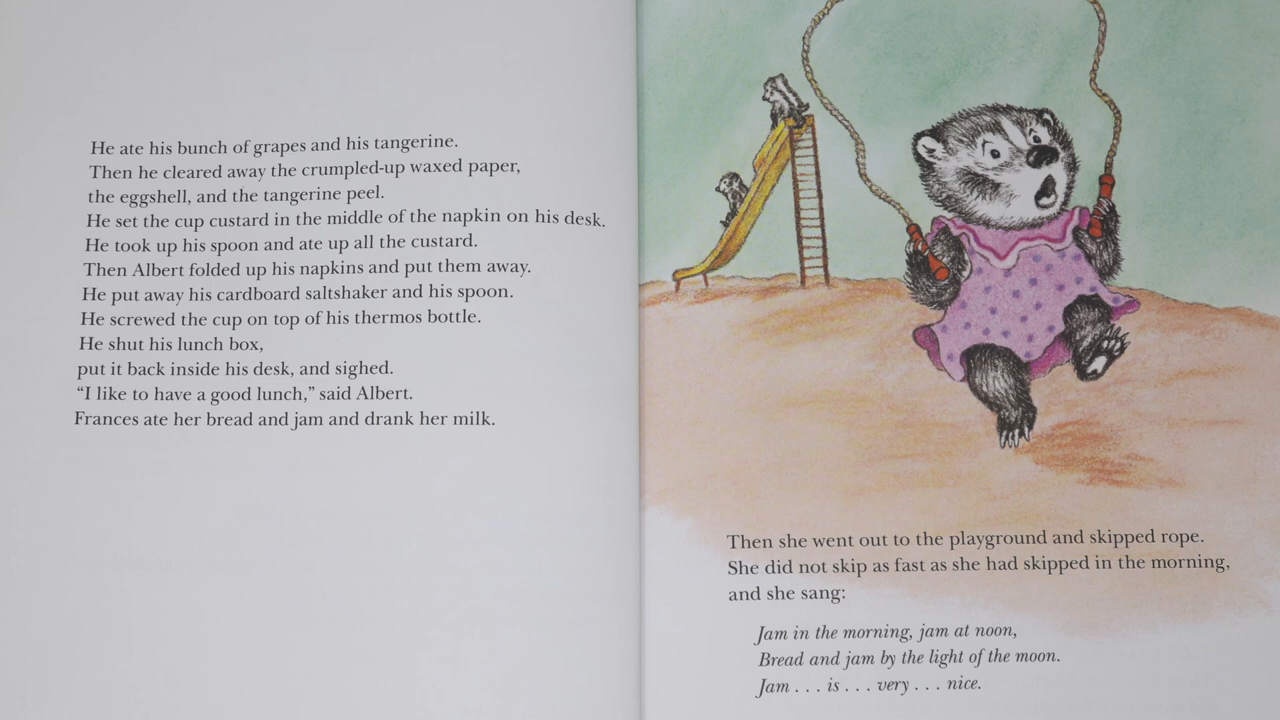 He ate his bunch of grapes and his tangerine.
Then he cleared away the crumpled-up waxed paper,
the eggshell, and the tangerine peel.
He set the cup custard in the middle of the napkin on his desk.
He took up his spoon and ate up all the custard.
Then Albert folded up his napkins and put them away.
He put away his cardboard saltshaker and his spoon.
He screwed the cup on top of his thermos bottle.
He shut his lunch box,
put it back inside his desk, and sighed.
“I like to have a good lunch,” said Albert.
Frances ate her bread and jam and drank her milk.
Then she went out to the playground and skipped rope.
She did not skip as fast as she had skipped in the morning,
and she sang:
Jam in the morning, jam at noon,
Bread and jam by the light of the moon.
Jam . . . is . . . very . . . nice.